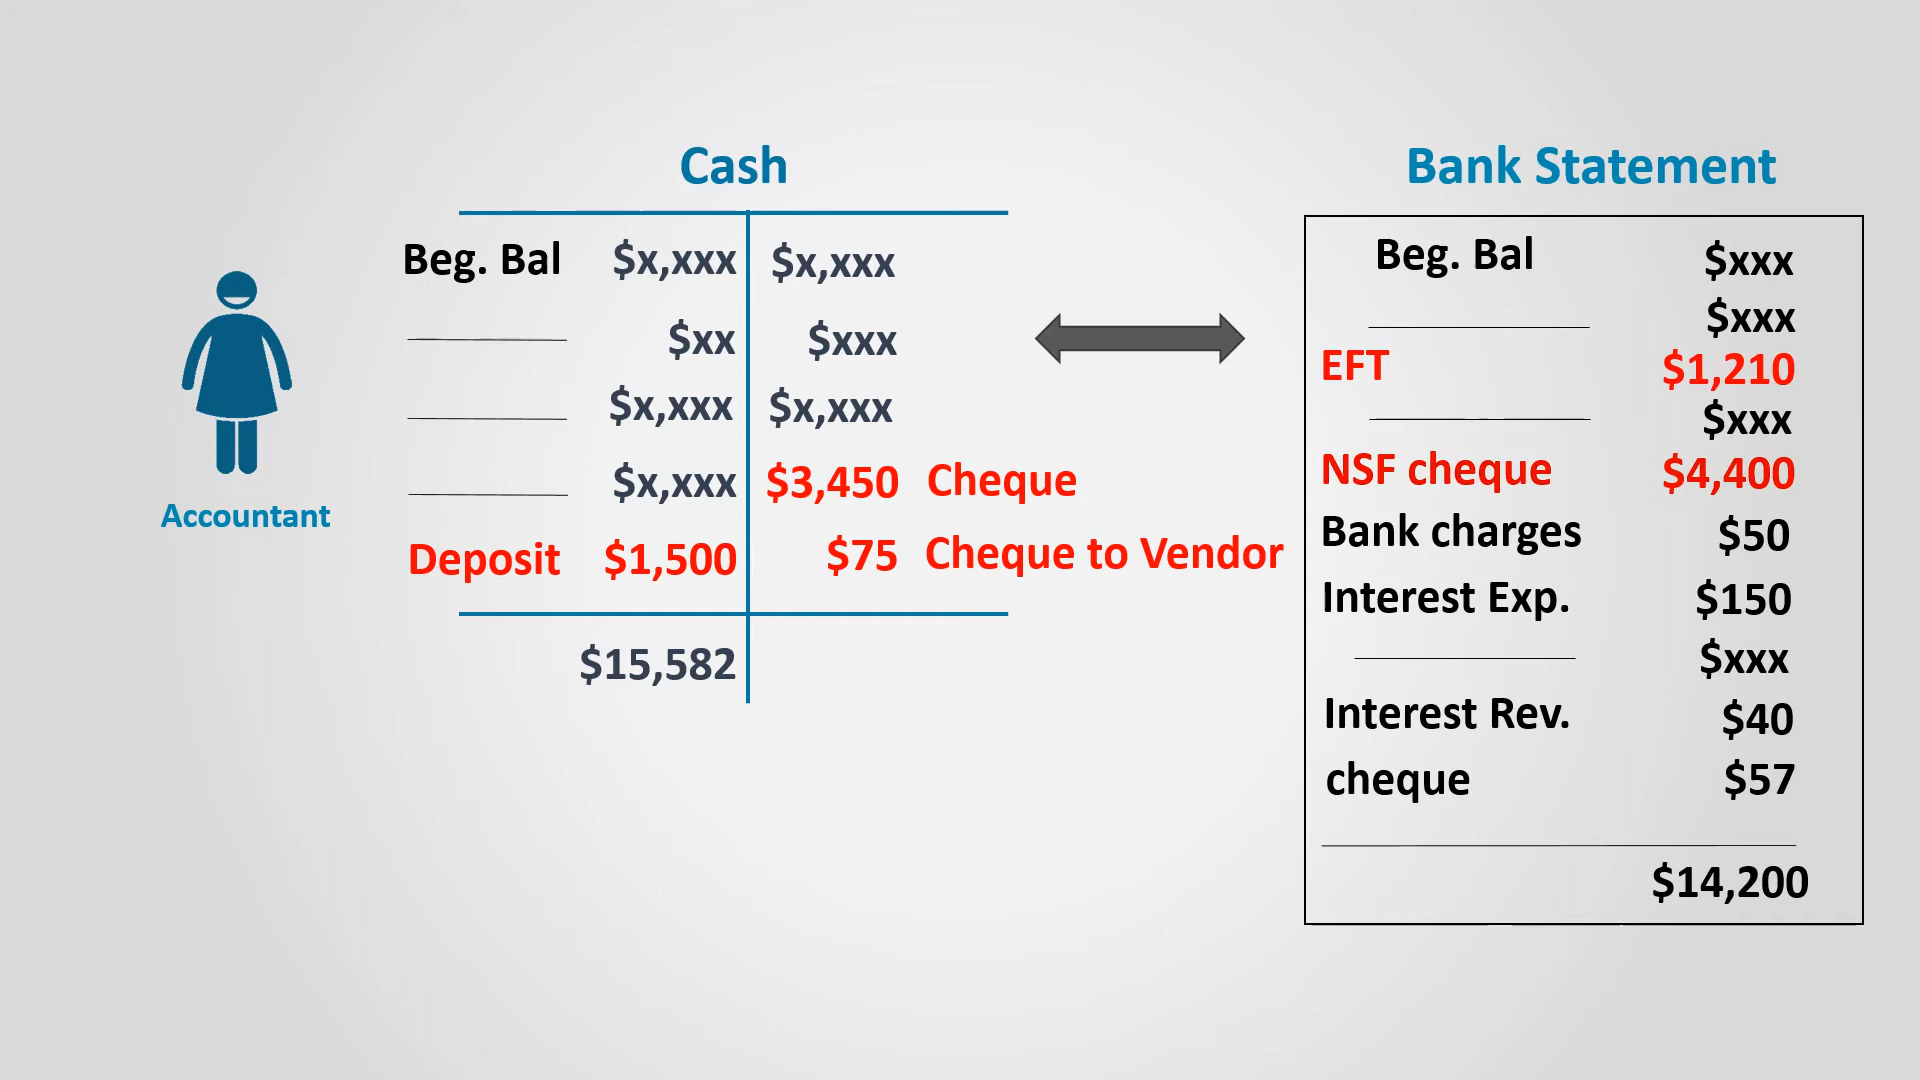 Cash
Beg. Bal $x,xxx $x,xxx
$xx $xxx
$x,xxx $x,xxx
$x,xxx $3,450 Cheque
Deposit $1,500 $75 Cheque to Vendor
$15,582
Accountant
Bank Statement
Beg. Bal $xxx
$xxx
EFT $1,210
$xxx
NSF cheque $4,400
Bank charges $50
Interest Exp. $150
$xxx
Interest Rev. $40
cheque $57
$14,200